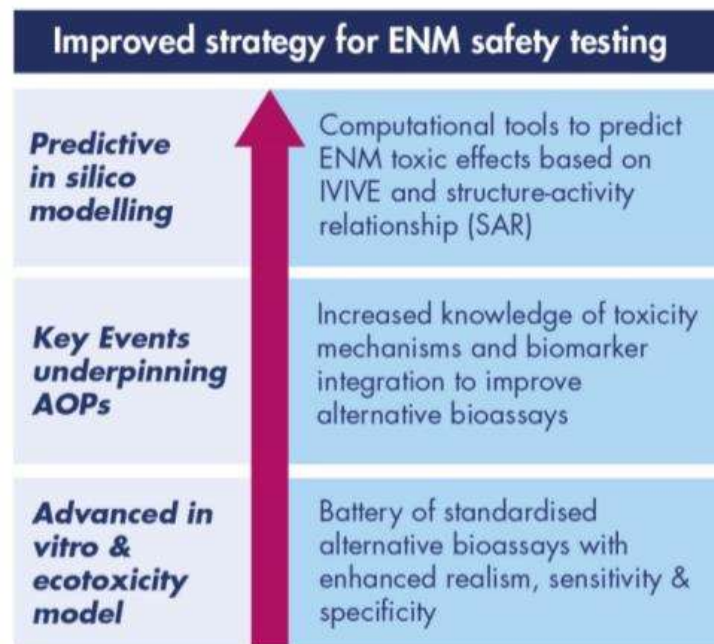 Improved strategy for ENM safety testing
Predictive
in silico
modelling
Computational tools to predict
ENM toxic effects based on
IVIVE and structure-activity
relationship (SAR)
Key Events
underpinning
AOPs
Increased knowledge of toxicity
mechanisms and biomarker
integration to improve
alternative bioassays
Advanced in
vitro &
ecotoxicity
model
Battery of standardised
alternative bioassays with
enhanced realism, sensitivity &
specificity